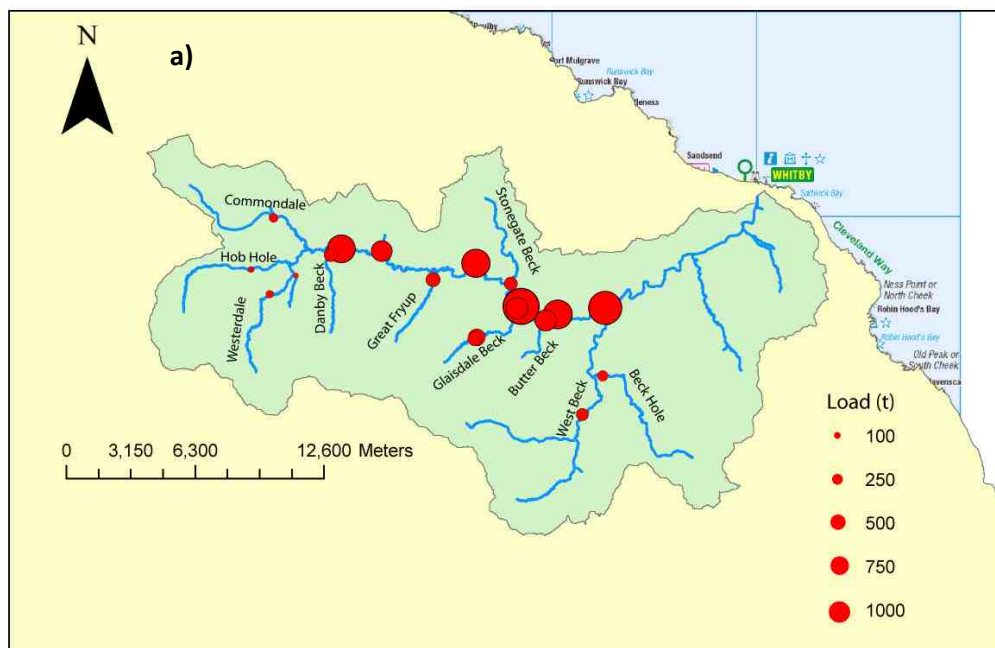 N
a)
Port Mulgrave
Runswick Bay
Runswick Bay
Sandsend
i
WHITBY
Saltwick Bay
Cleveland Way
Ness Point or
North Cheek
Robin Hood's Bay
Robin Hood's Bay
Old Peak or
South Cheek
Commondale
Hob Hole
Westerdale
Danby Beck
Great Fryup
Stonegate Beck
Glaisdale Beck
Butter Beck
West Beck
Beck Hole
0 3,150 6,300 12,600 Meters
Load (t)
100
250
500
750
1000